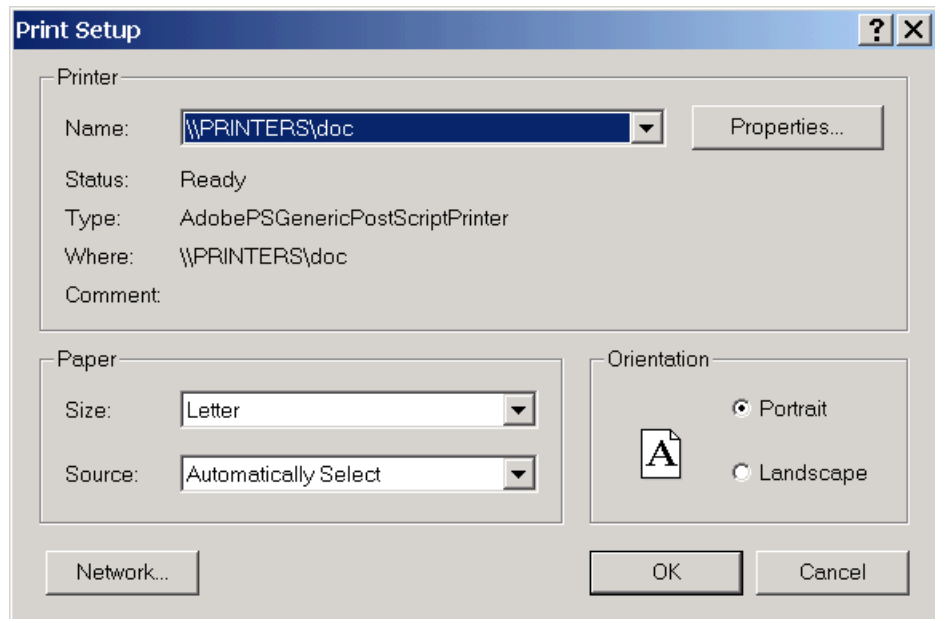 Print Setup
Printer
Name: \\PRINTERS\doc Properties...
Status: Ready
Type: AdobePSGenericPostScriptPrinter
Where: \\PRINTERS\doc
Comment:
Paper
Size: Letter
Source: Automatically Select
Orientation
A
Portrait
Landscape
Network... OK Cancel